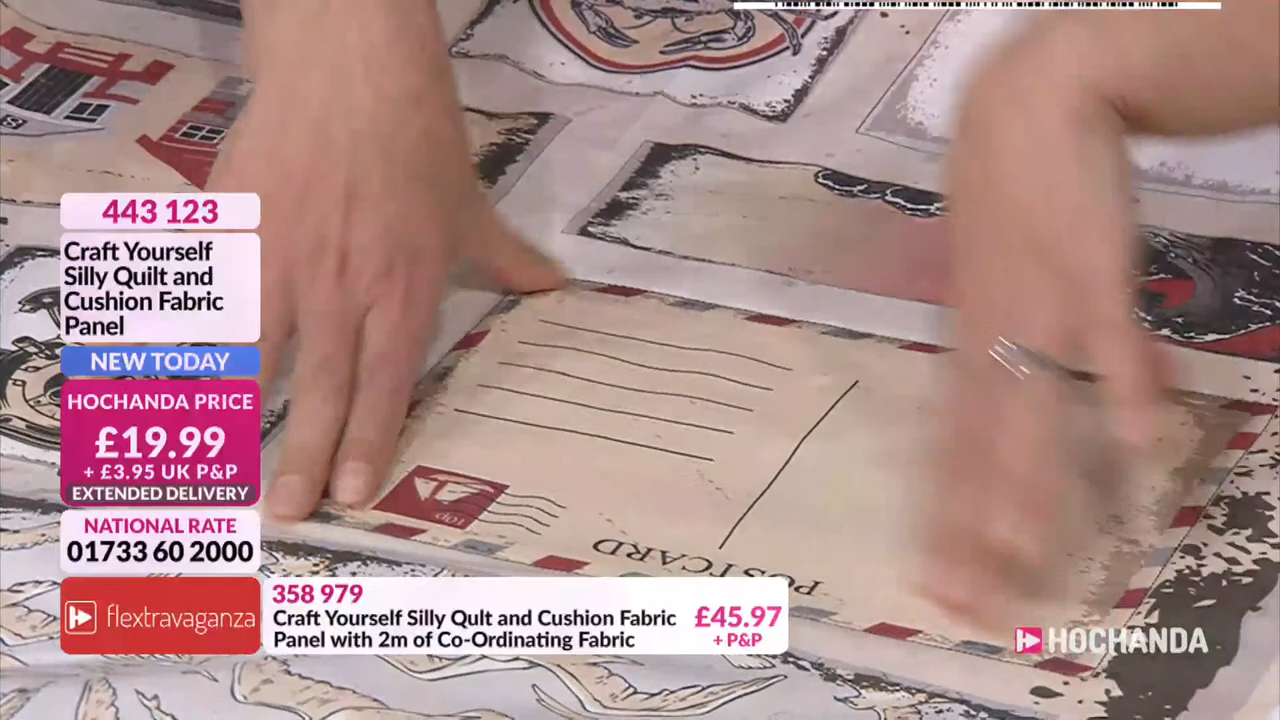 443 123
Craft Yourself
Silly Quilt and
Cushion Fabric
Panel
NEW TODAY
HOCHANDA PRICE
£19.99
+ £3.95 UK P&P
EXTENDED DELIVERY
NATIONAL RATE
01733 60 2000
flextravaganza
358 979
Craft Yourself Silly Qult and Cushion Fabric
Panel with 2m of Co-Ordinating Fabric
£45.97
+ P&P
POSTCARD
HOCHANDA